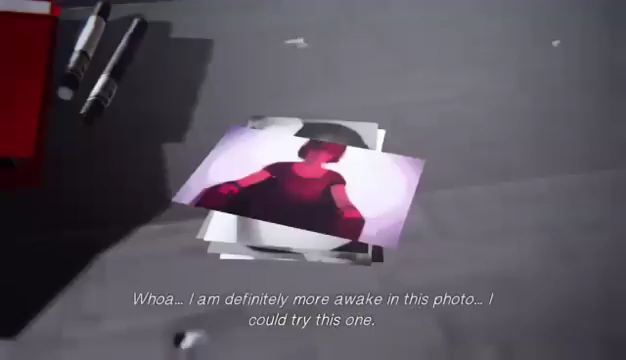 Whoa... I am definitely more awake in this photo... I
could try this one.